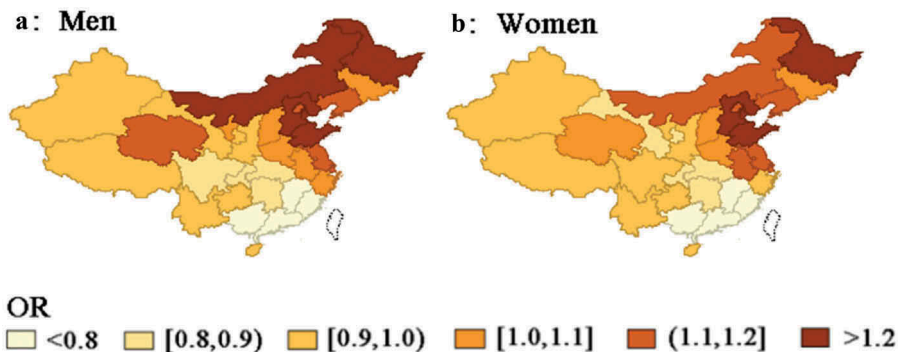 a: Men
b: Women
OR
<0.8 [0.8,0.9) [0.9,1.0) [1.0,1.1] (1.1,1.2] >1.2